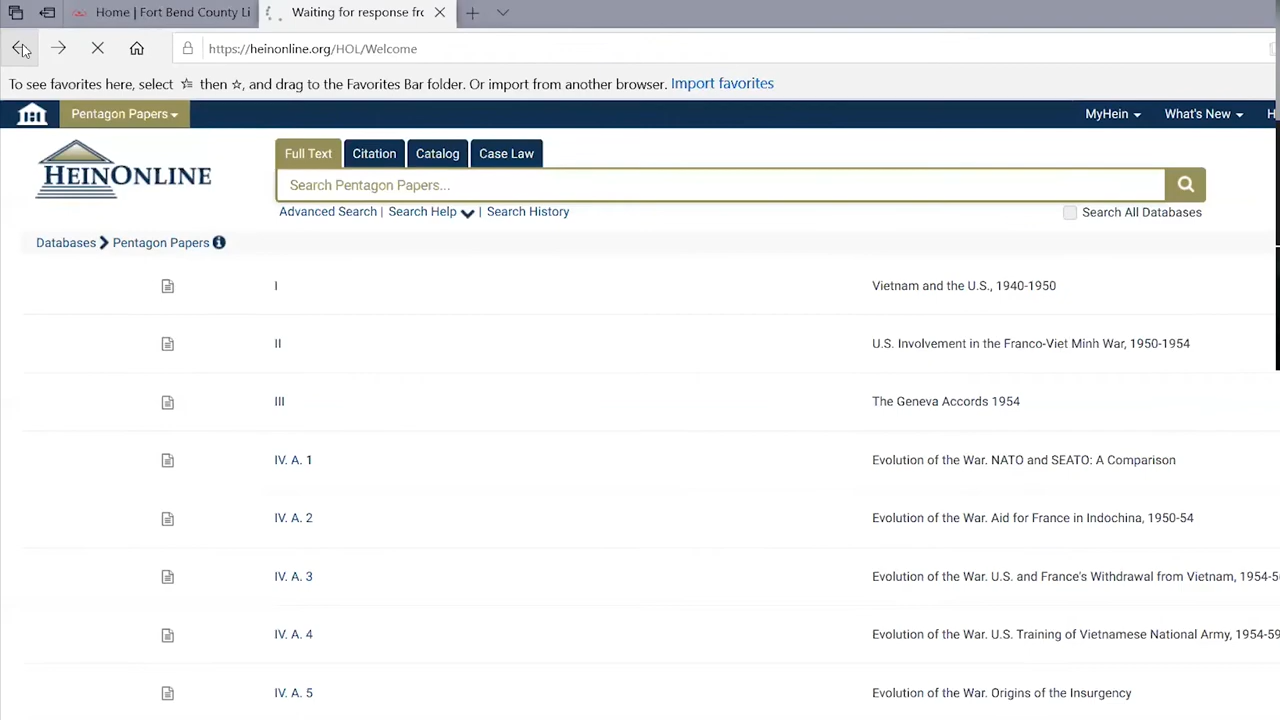 Home | Fort Bend County Li
Waiting for response frc
https://heinonline.org/HOL/Welcome
To see favorites here, select then , and drag to the Favorites Bar folder. Or import from another browser. Import favorites
Pentagon Papers
MyHein
What's New
H
HEINONLINE
Full Text
Citation
Catalog
Case Law
Search Pentagon Papers...
Advanced Search | Search Help | Search History
Search All Databases
Databases > Pentagon Papers
I
Vietnam and the U.S., 1940-1950
II
U.S. Involvement in the Franco-Viet Minh War, 1950-1954
III
The Geneva Accords 1954
IV. A. 1
Evolution of the War. NATO and SEATO: A Comparison
IV. A. 2
Evolution of the War. Aid for France in Indochina, 1950-54
IV. A. 3
Evolution of the War. U.S. and France's Withdrawal from Vietnam, 1954-5
IV. A. 4
Evolution of the War. U.S. Training of Vietnamese National Army, 1954-59
IV. A. 5
Evolution of the War. Origins of the Insurgency